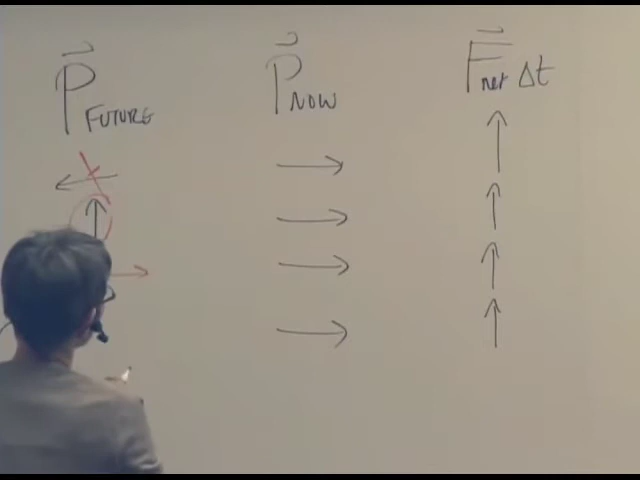 P⃗ FUTURE
P⃗ NOW
F⃗ net Δt